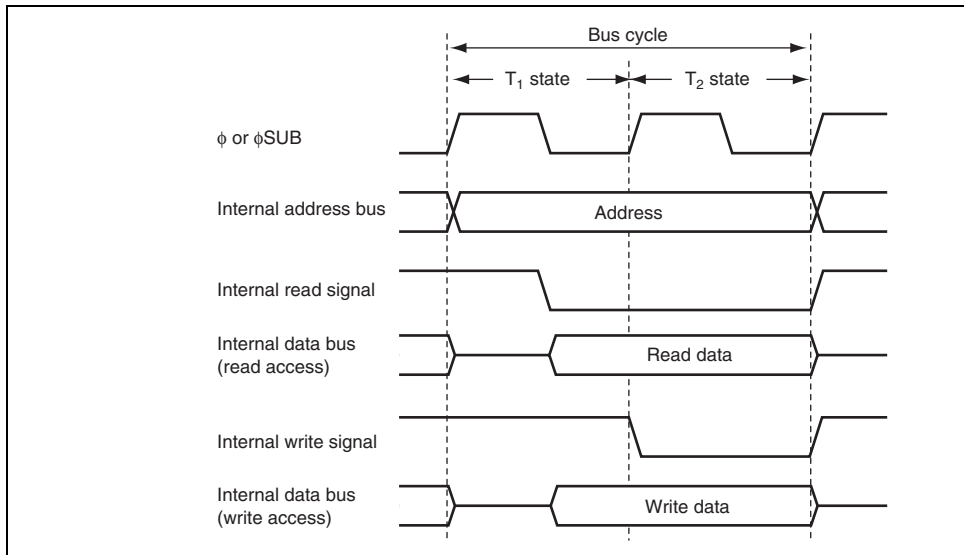 Bus cycle
T₁ state
T₂ state
ϕ or ϕSUB
Internal address bus
Address
Internal read signal
Internal data bus
(read access)
Read data
Internal write signal
Internal data bus
(write access)
Write data